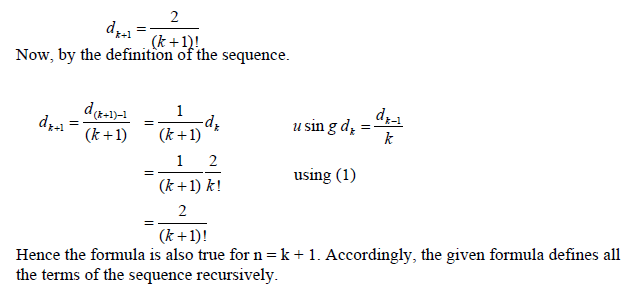 d_{k+1} = \frac{2}{(k+1)!}
Now, by the definition of the sequence.
d_{k+1} = \frac{d_{(k+1)-1}}{(k+1)} = \frac{1}{(k+1)} d_k u sin g d_k = \frac{d_{k-1}}{k}
= \frac{1}{(k+1)} \frac{2}{k!} using (1)
= \frac{2}{(k+1)!}
Hence the formula is also true for n = k + 1. Accordingly, the given formula defines all
the terms of the sequence recursively.